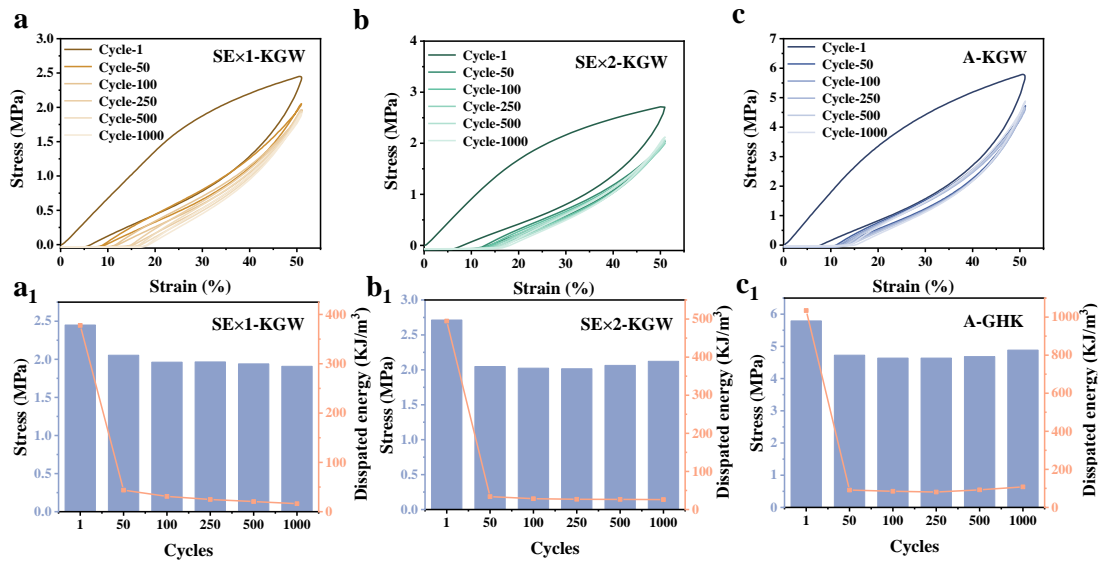 a
SE×1-KGW
Cycle-1
Cycle-50
Cycle-100
Cycle-250
Cycle-500
Cycle-1000
Stress (MPa)
3.0
2.5
2.0
1.5
1.0
0.5
0.0
0 10 20 30 40 50
Strain (%)
b
SE×2-KGW
Cycle-1
Cycle-50
Cycle-100
Cycle-250
Cycle-500
Cycle-1000
Stress (MPa)
4
3
2
1
0
0 10 20 30 40 50
Strain (%)
c
A-KGW
Cycle-1
Cycle-50
Cycle-100
Cycle-250
Cycle-500
Cycle-1000
Stress (MPa)
7
6
5
4
3
2
1
0
0 10 20 30 40 50
Strain (%)
a1
SE×1-KGW
Stress (MPa)
2.5
2.0
1.5
1.0
0.5
0.0
Disspated energy (KJ/m³)
400
300
200
100
0
1 50 100 250 500 1000
Cycles
b1
SE×2-KGW
Stress (MPa)
3.0
2.5
2.0
1.5
1.0
0.5
0.0
Disspated energy (KJ/m³)
500
400
300
200
100
0
1 50 100 250 500 1000
Cycles
c1
A-GHK
Stress (MPa)
6
5
4
3
2
1
0
Disspated energy (KJ/m³)
1000
800
600
400
200
0
1 50 100 250 500 1000
Cycles